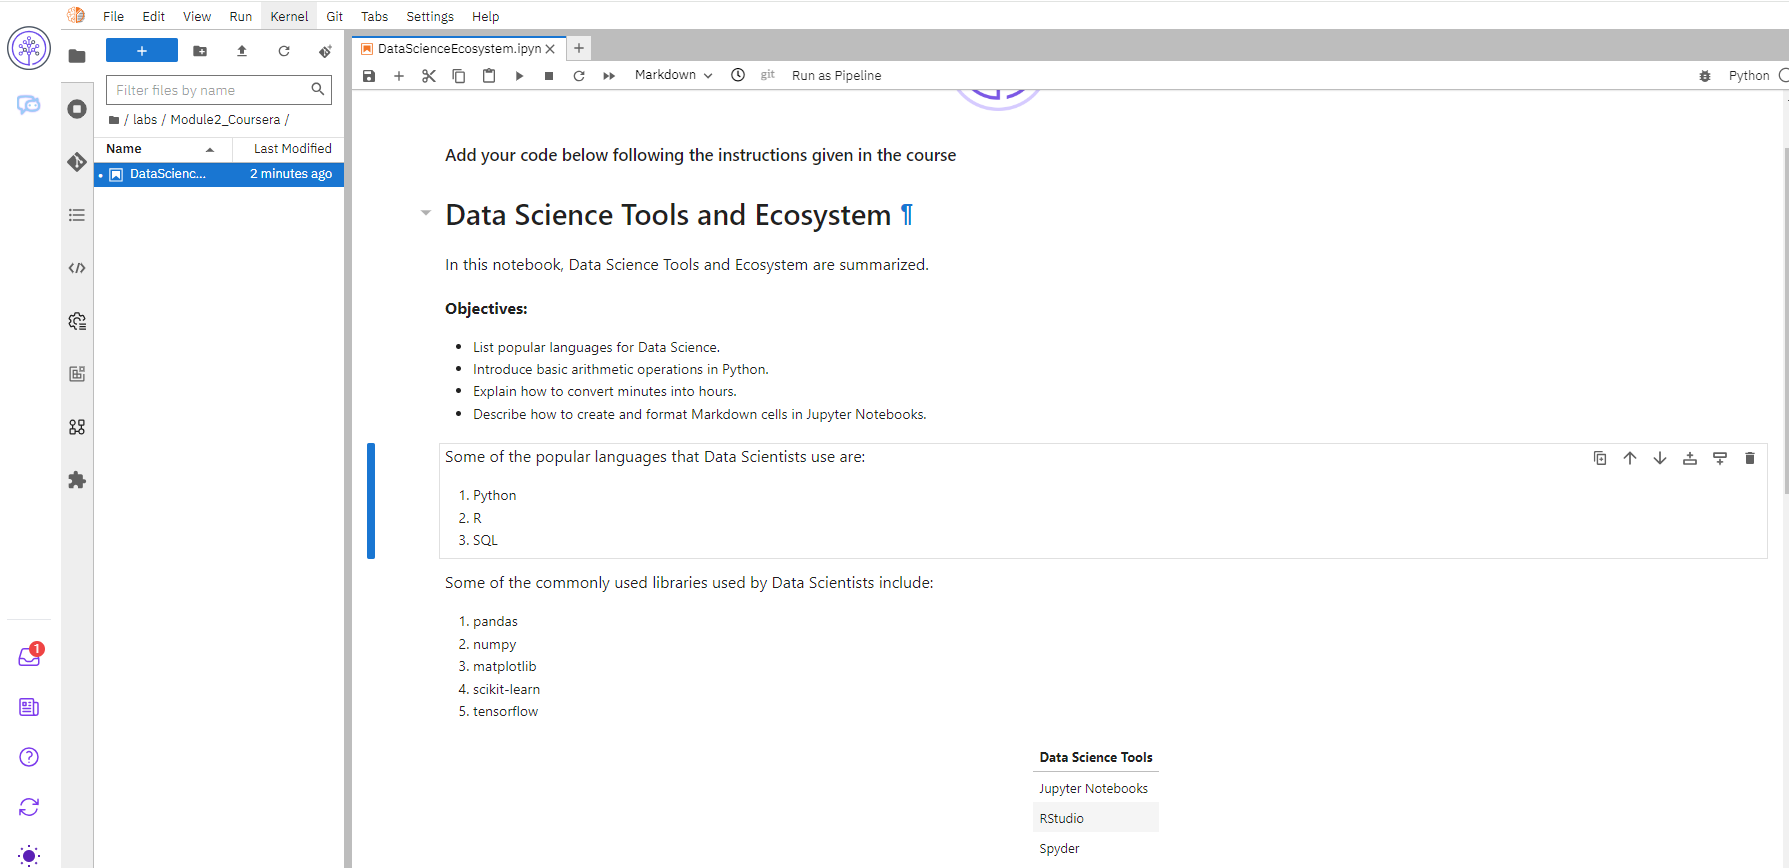 File Edit View Run Kernel Git Tabs Settings Help
DataScienceEcosystem.ipyn
Markdown git Run as Pipeline Python
Filter files by name
/ labs / Module2_Coursera /
Name Last Modified
DataScienc... 2 minutes ago
1
Add your code below following the instructions given in the course
Data Science Tools and Ecosystem ¶
In this notebook, Data Science Tools and Ecosystem are summarized.
Objectives:
• List popular languages for Data Science.
• Introduce basic arithmetic operations in Python.
• Explain how to convert minutes into hours.
• Describe how to create and format Markdown cells in Jupyter Notebooks.
Some of the popular languages that Data Scientists use are:
1. Python
2. R
3. SQL
Some of the commonly used libraries used by Data Scientists include:
1. pandas
2. numpy
3. matplotlib
4. scikit-learn
5. tensorflow
Data Science Tools
Jupyter Notebooks
RStudio
Spyder